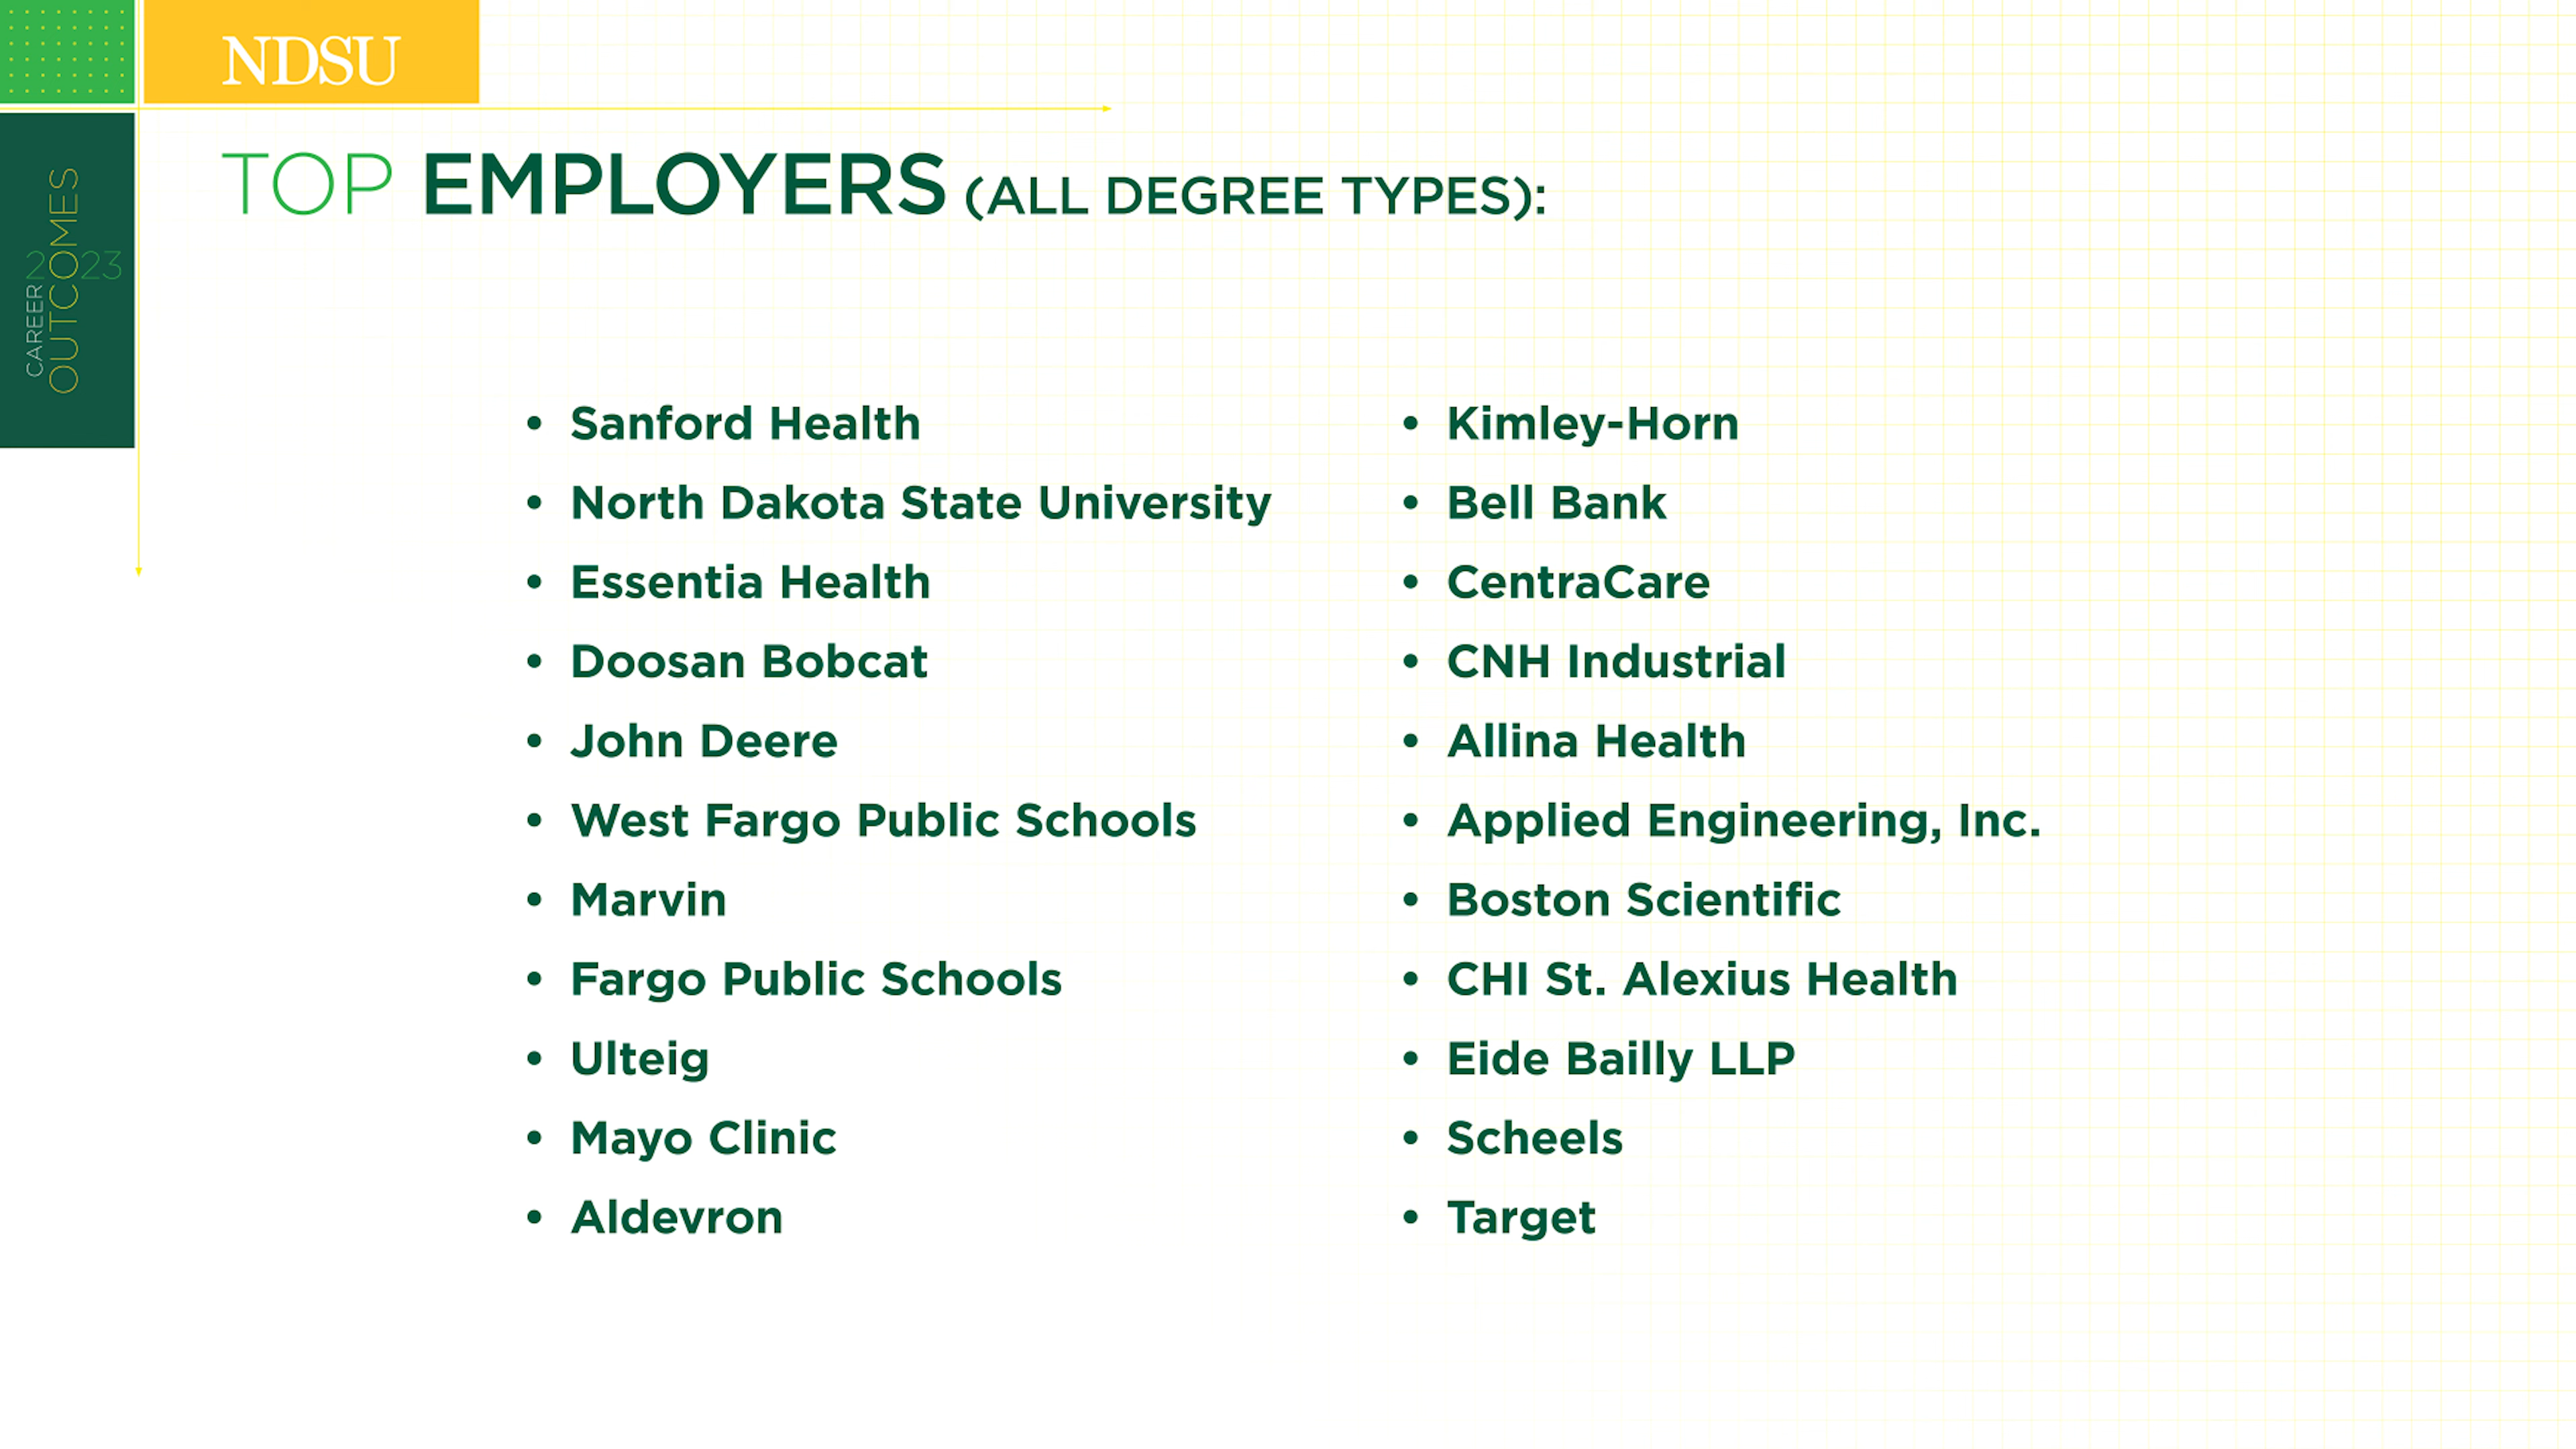 NDSU
CAREER
OUTCOMES
2023
TOP EMPLOYERS (ALL DEGREE TYPES):
• Sanford Health
• North Dakota State University
• Essentia Health
• Doosan Bobcat
• John Deere
• West Fargo Public Schools
• Marvin
• Fargo Public Schools
• Ulteig
• Mayo Clinic
• Aldevron
• Kimley-Horn
• Bell Bank
• CentraCare
• CNH Industrial
• Allina Health
• Applied Engineering, Inc.
• Boston Scientific
• CHI St. Alexius Health
• Eide Bailly LLP
• Scheels
• Target